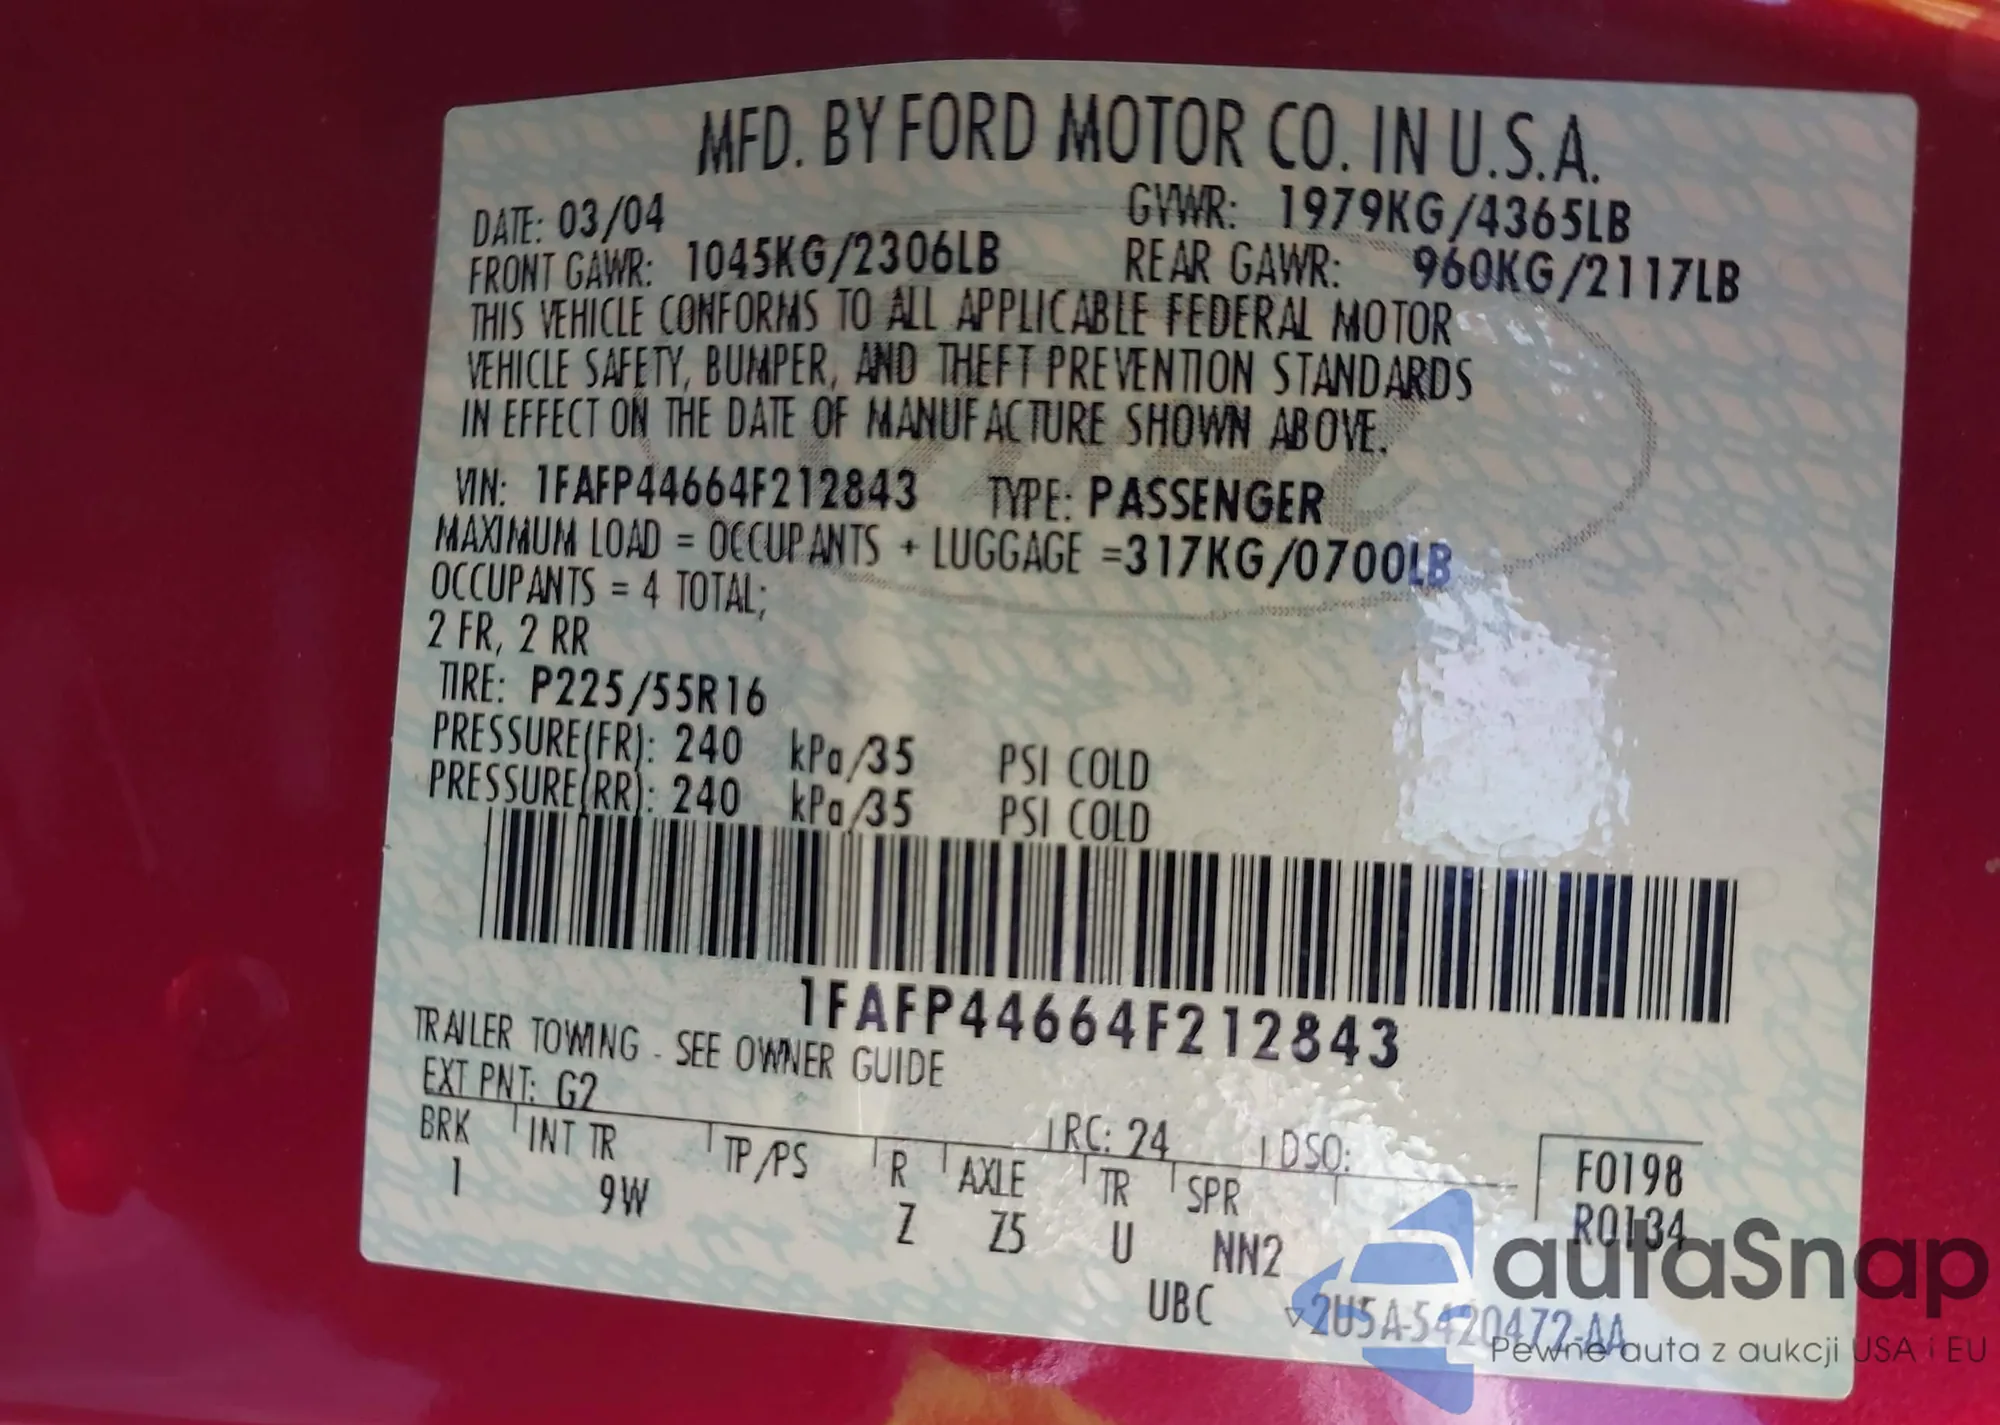 MFD. BY FORD MOTOR CO. IN U.S.A.
DATE: 03/04 GVWR: 1979KG/4365LB
FRONT GAWR: 1045KG/2306LB REAR GAWR: 960KG/2117LB
THIS VEHICLE CONFORMS TO ALL APPLICABLE FEDERAL MOTOR
VEHICLE SAFETY, BUMPER, AND THEFT PREVENTION STANDARDS
IN EFFECT ON THE DATE OF MANUFACTURE SHOWN ABOVE.
VIN: 1FAFP44664F212843 TYPE: PASSENGER
MAXIMUM LOAD = OCCUPANTS + LUGGAGE =317KG/0700LB
OCCUPANTS = 4 TOTAL;
2 FR, 2 RR
TIRE: P225/55R16
PRESSURE(FR): 240 kPa/35 PSI COLD
PRESSURE(RR): 240 kPa/35 PSI COLD
1FAFP44664F212843
TRAILER TOWING - SEE OWNER GUIDE
EXT PNT: G2 RC: 24 DSO:
BRK INT TR TP/PS R AXLE TR SPR
1 9W Z Z5 U NN2
F0198
R0134
UBC ▽2U5A-5420472-AA
autaSnap
Pewne auta z aukcji USA i EU